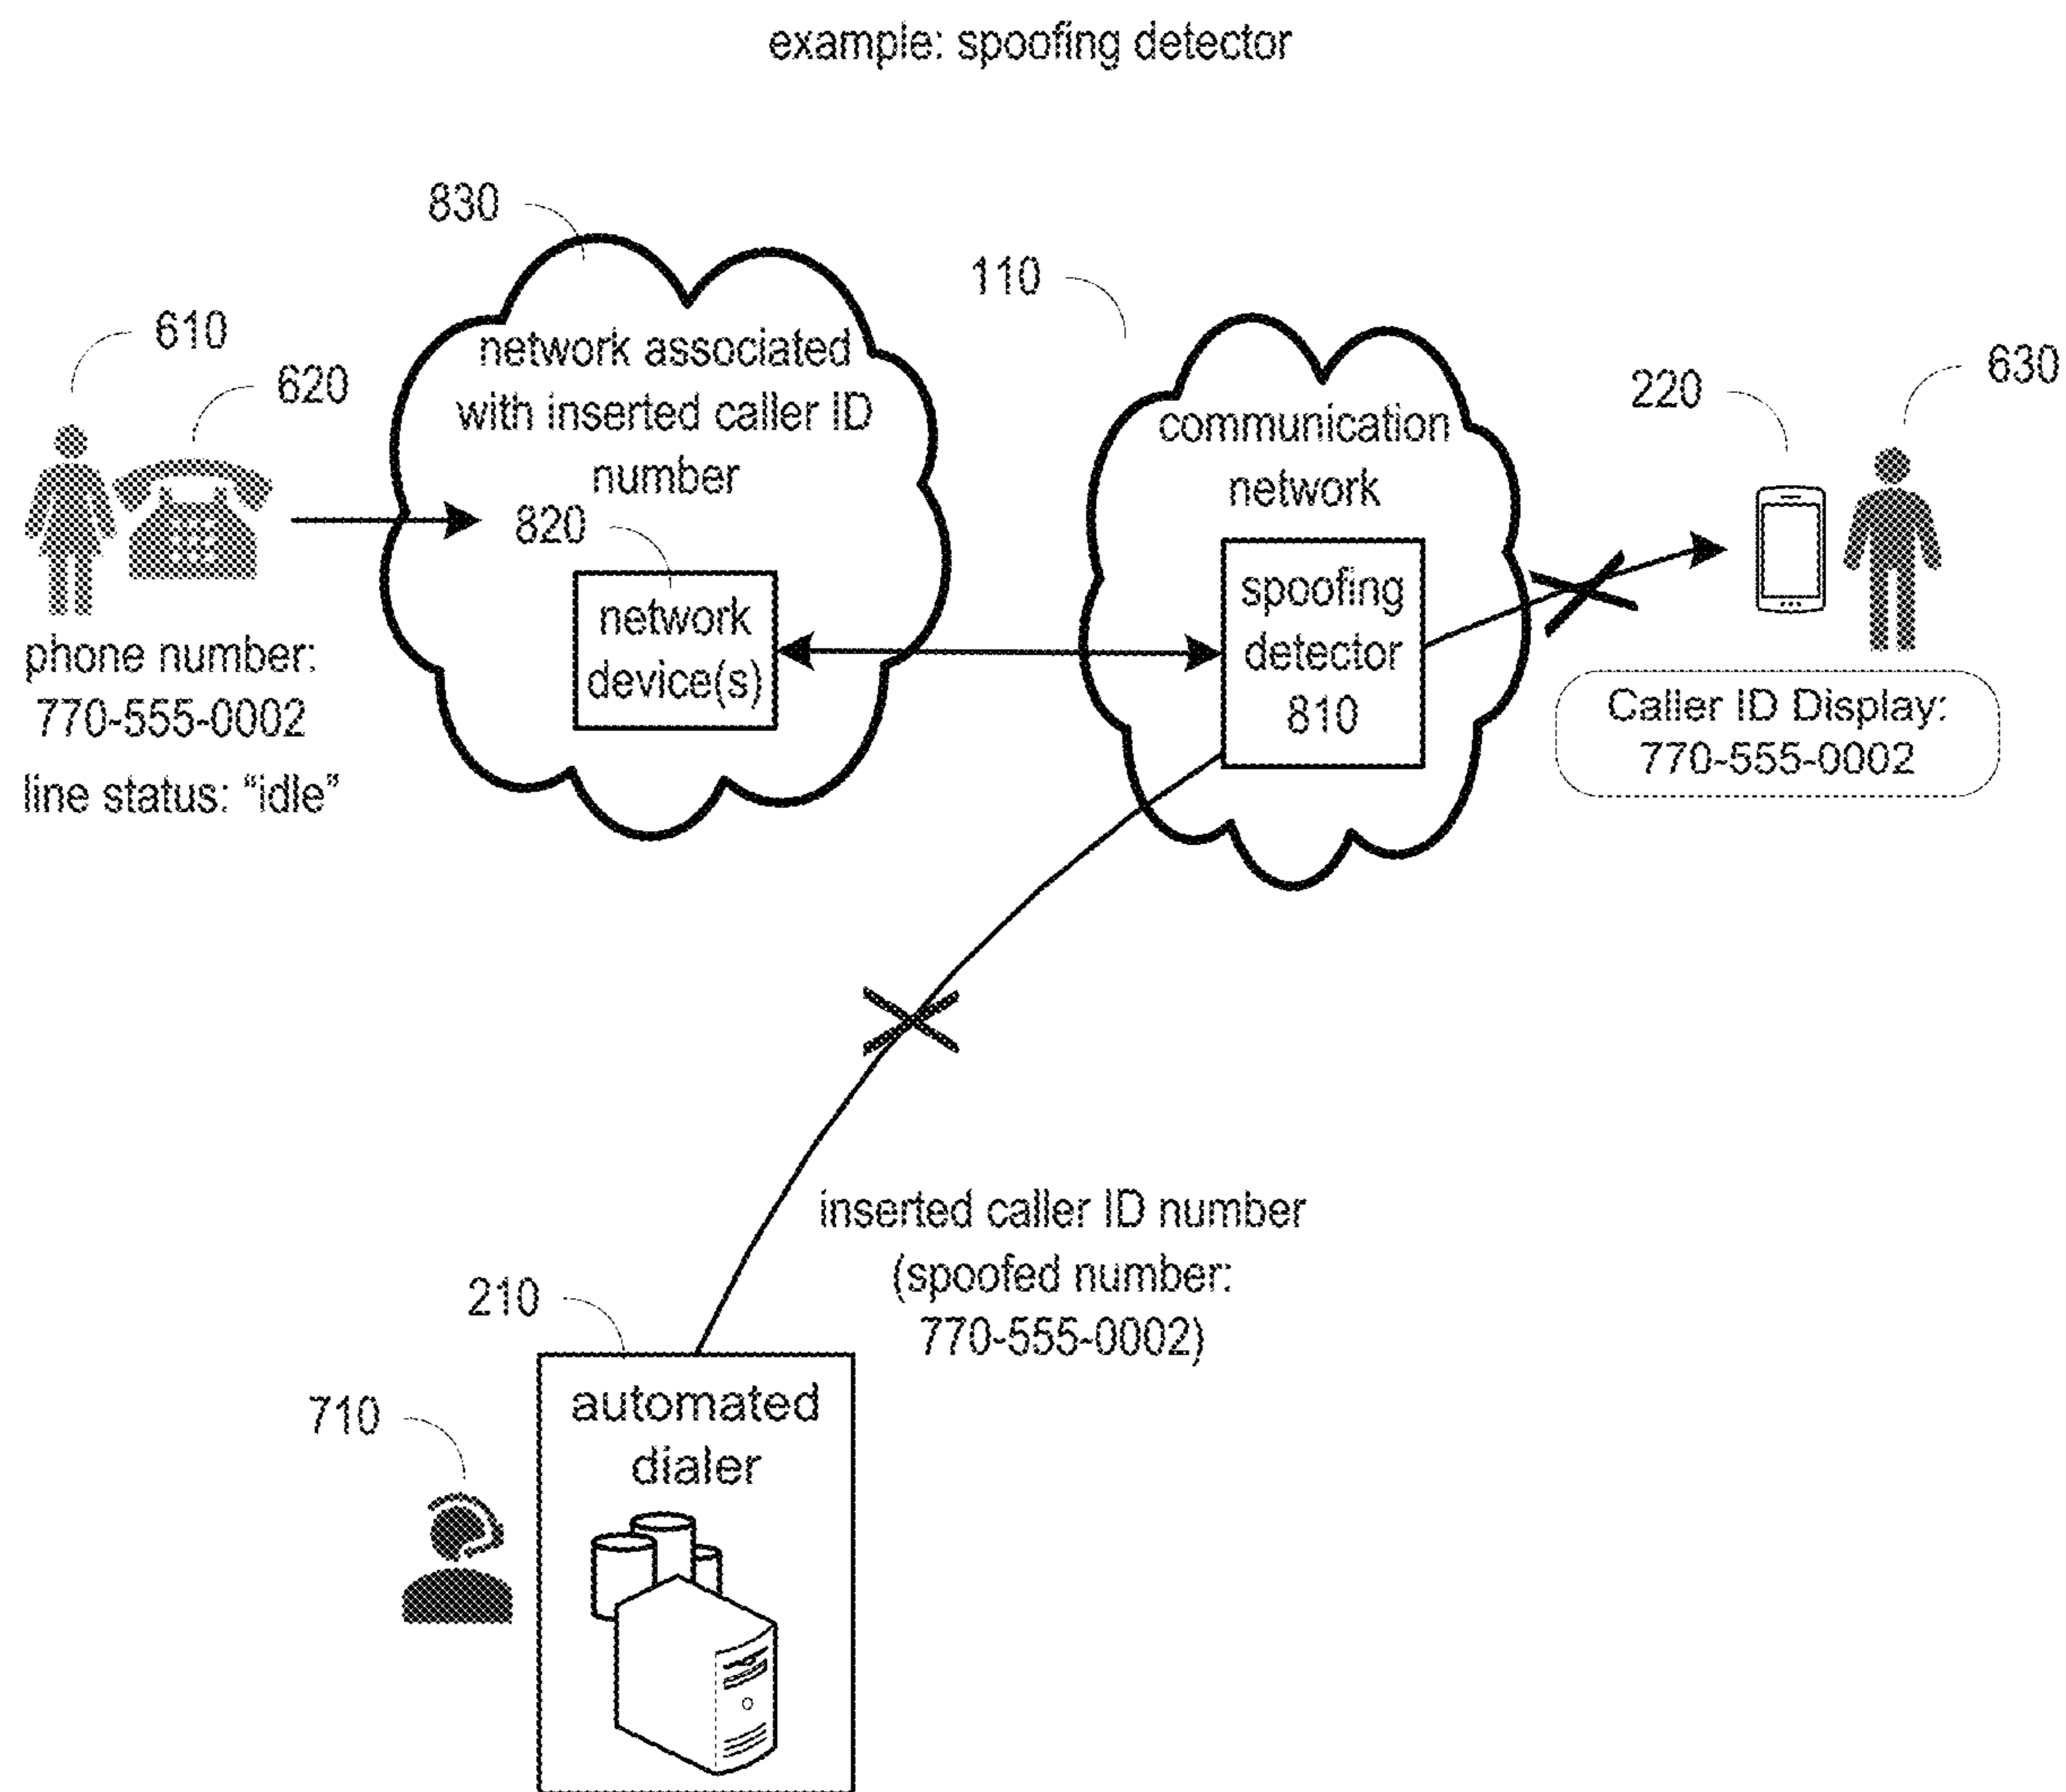 example: spoofing detector
830
110
610
620
220
630
network associated
with inserted caller ID
number
820
network
device(s)
communication
network
spoofing
detector
810
phone number:
770-555-0002
line status: "idle"
Caller ID Display:
770-555-0002
inserted caller ID number
(spoofed number:
770-555-0002)
210
710
automated
dialer